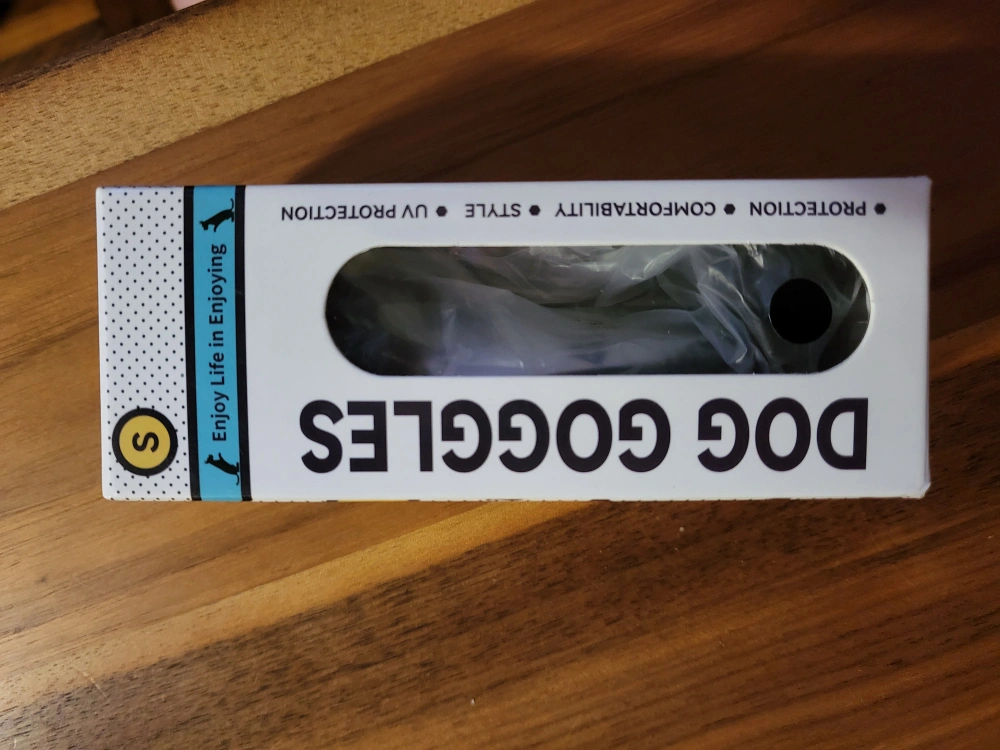 DOG GOGGLES
● PROTECTION ● COMFORTABILITY ● STYLE ● UV PROTECTION
Enjoy Life in Enjoying
S